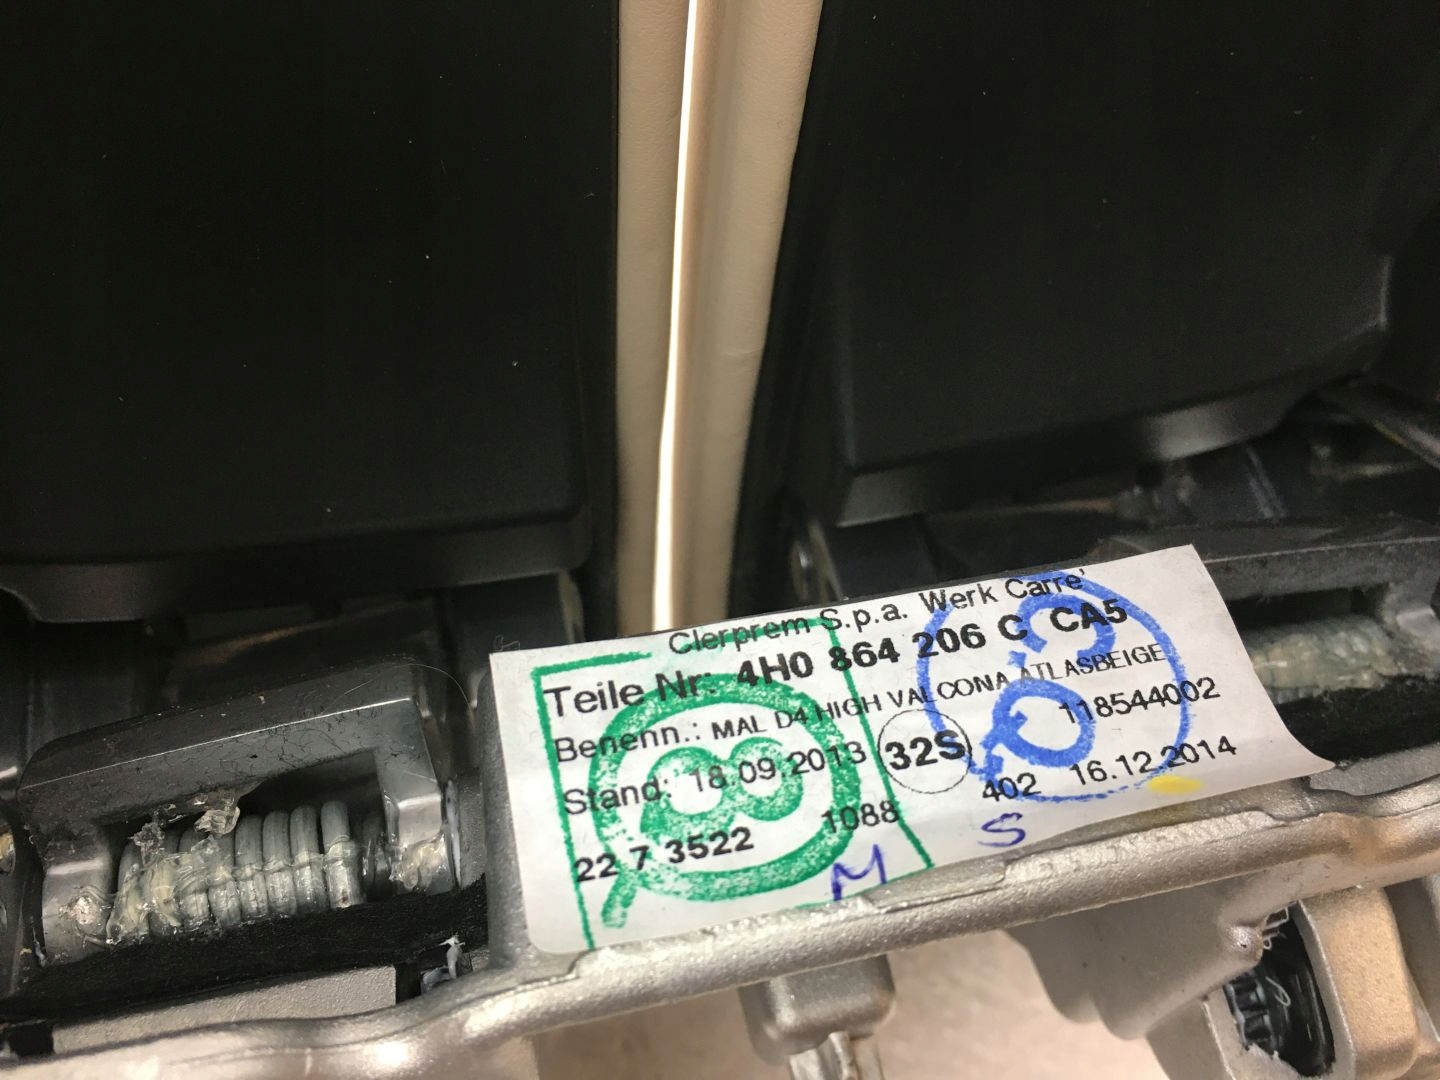 Clerprem S.p.a. Werk Carre'
Teile Nr: 4H0 864 206 C CA5
Benenn.: MAL D4 HIGH VALCONA ATLASBEIGE
Stand: 18.09.2013 32S 118544002
22 7 3522 1088 402 16.12.2014
8
M S